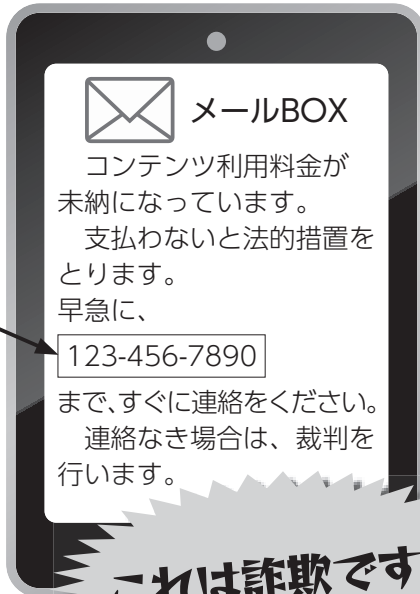 メールBOX
コンテンツ利用料金が
未納になっています。
支払わないと法的措置を
とります。
早急に、
123-456-7890
まで、すぐに連絡をください。
連絡なき場合は、裁判を
行います。
これは詐欺です